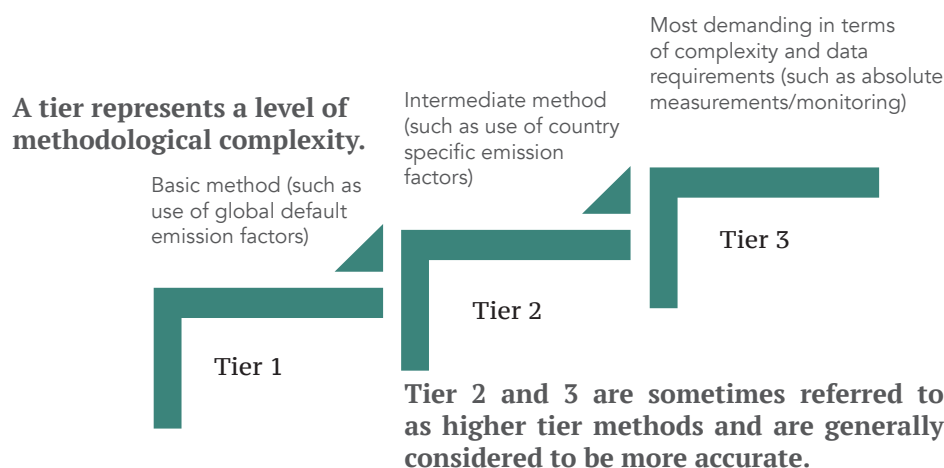 A tier represents a level of
methodological complexity.
Basic method (such as
use of global default
emission factors)
Tier 1
Intermediate method
(such as use of country
specific emission
factors)
Tier 2
Most demanding in terms
of complexity and data
requirements (such as absolute
measurements/monitoring)
Tier 3
Tier 2 and 3 are sometimes referred to
as higher tier methods and are generally
considered to be more accurate.